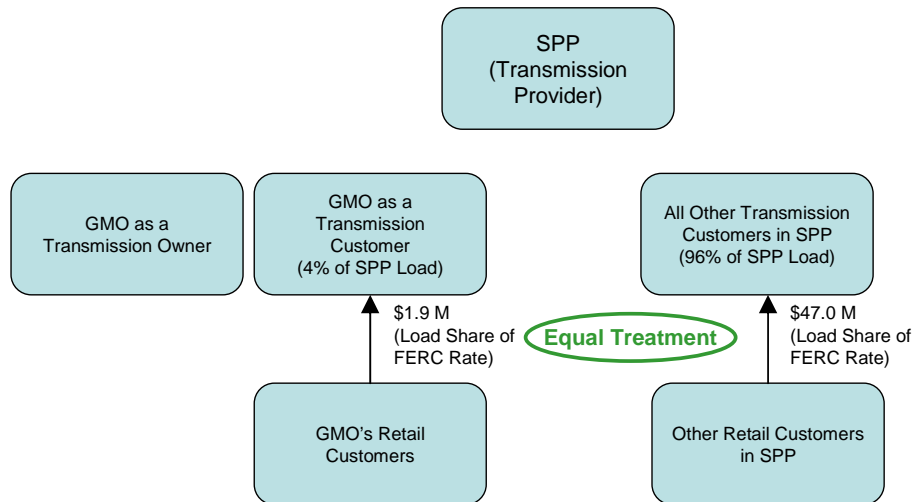 SPP
(Transmission
Provider)
GMO as a
Transmission Owner
GMO as a
Transmission
Customer
(4% of SPP Load)
All Other Transmission
Customers in SPP
(96% of SPP Load)
$1.9 M
(Load Share of
FERC Rate)
Equal Treatment
$47.0 M
(Load Share of
FERC Rate)
GMO's Retail
Customers
Other Retail Customers
in SPP